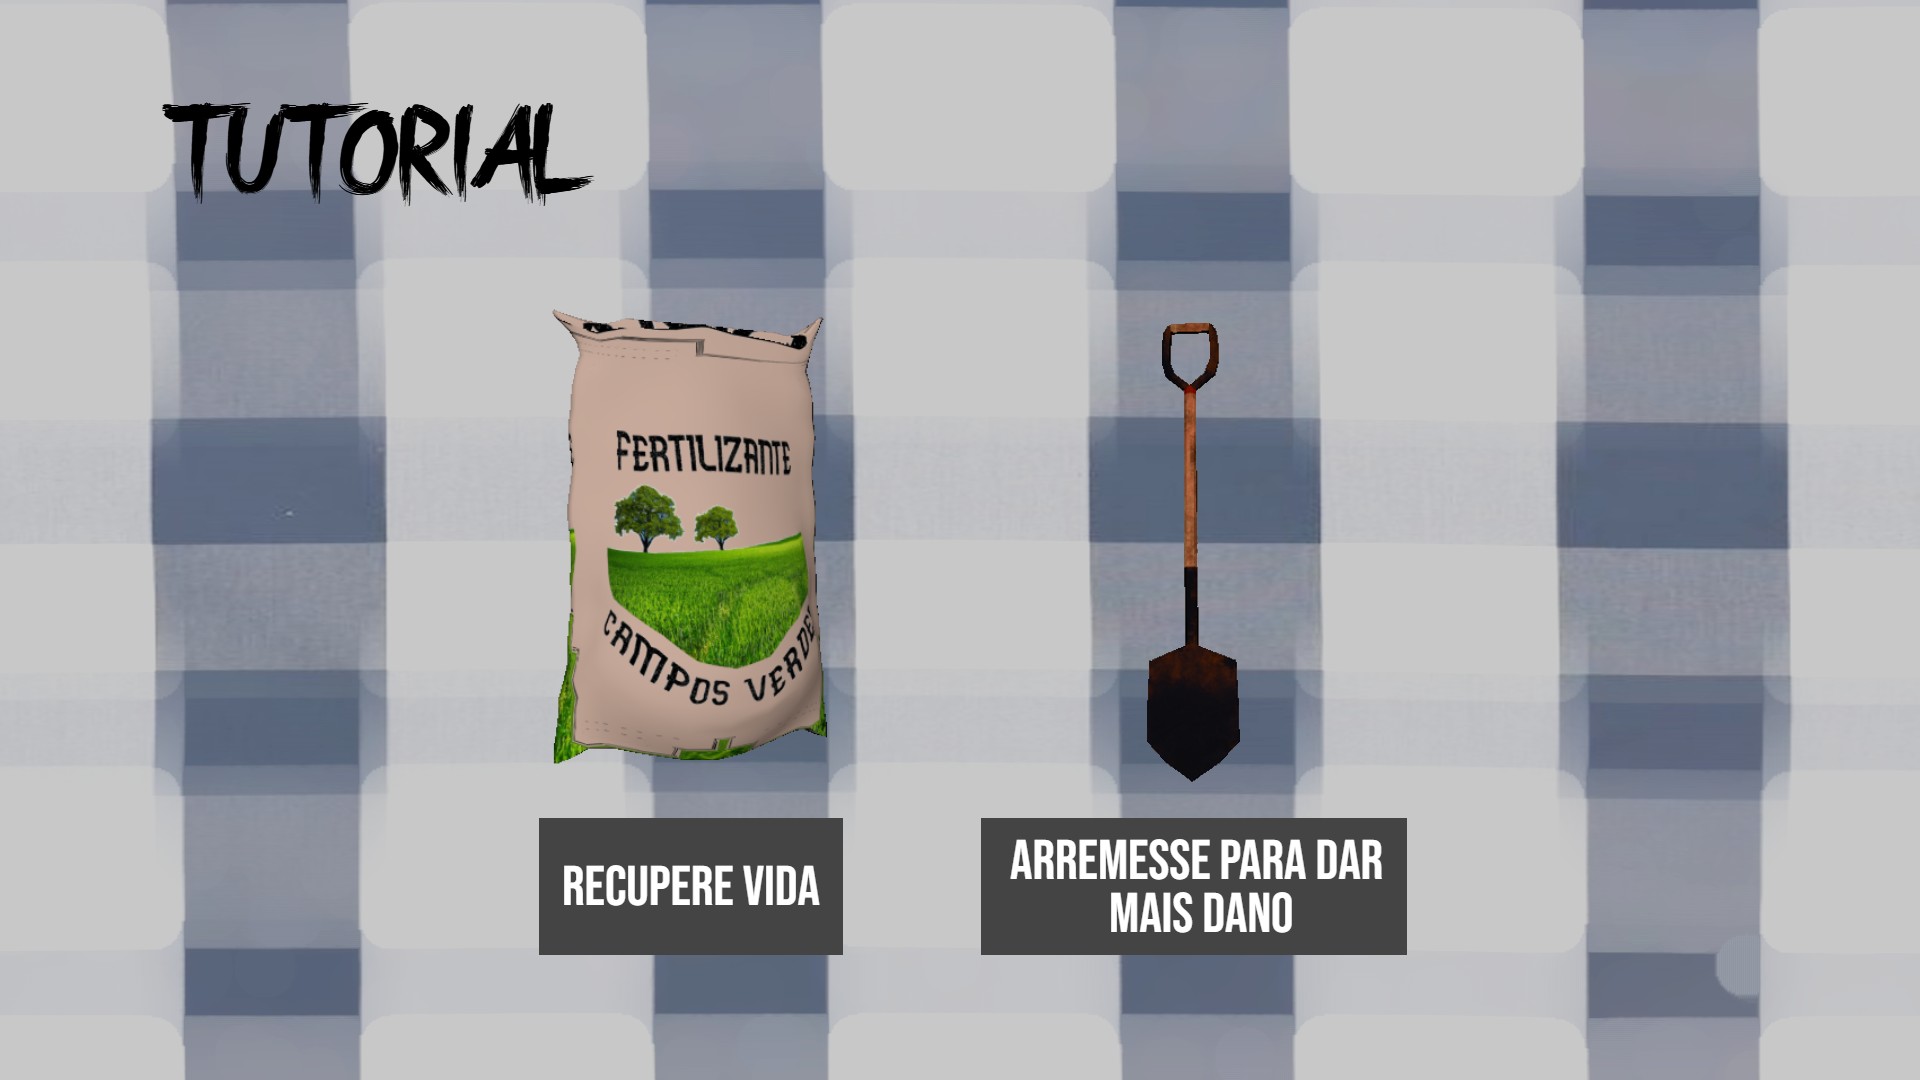 TUTORIAL
FERTILIZANTE
CAMPOS VERDE
RECUPERE VIDA
ARREMESSE PARA DAR
MAIS DANO